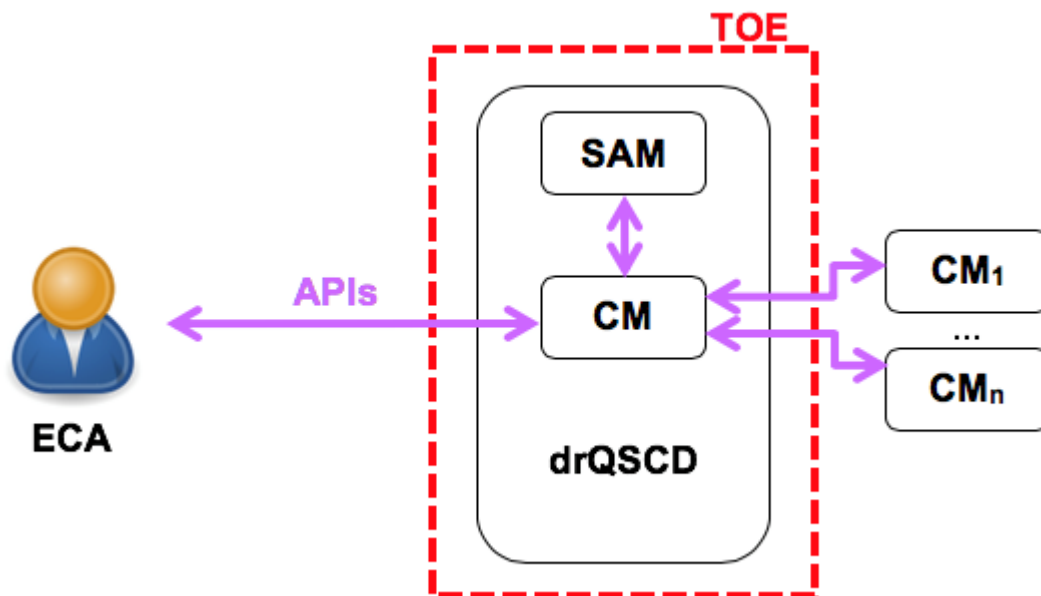 TOE
SAM
APIs
CM
CM1
...
CMn
ECA
drQSCD